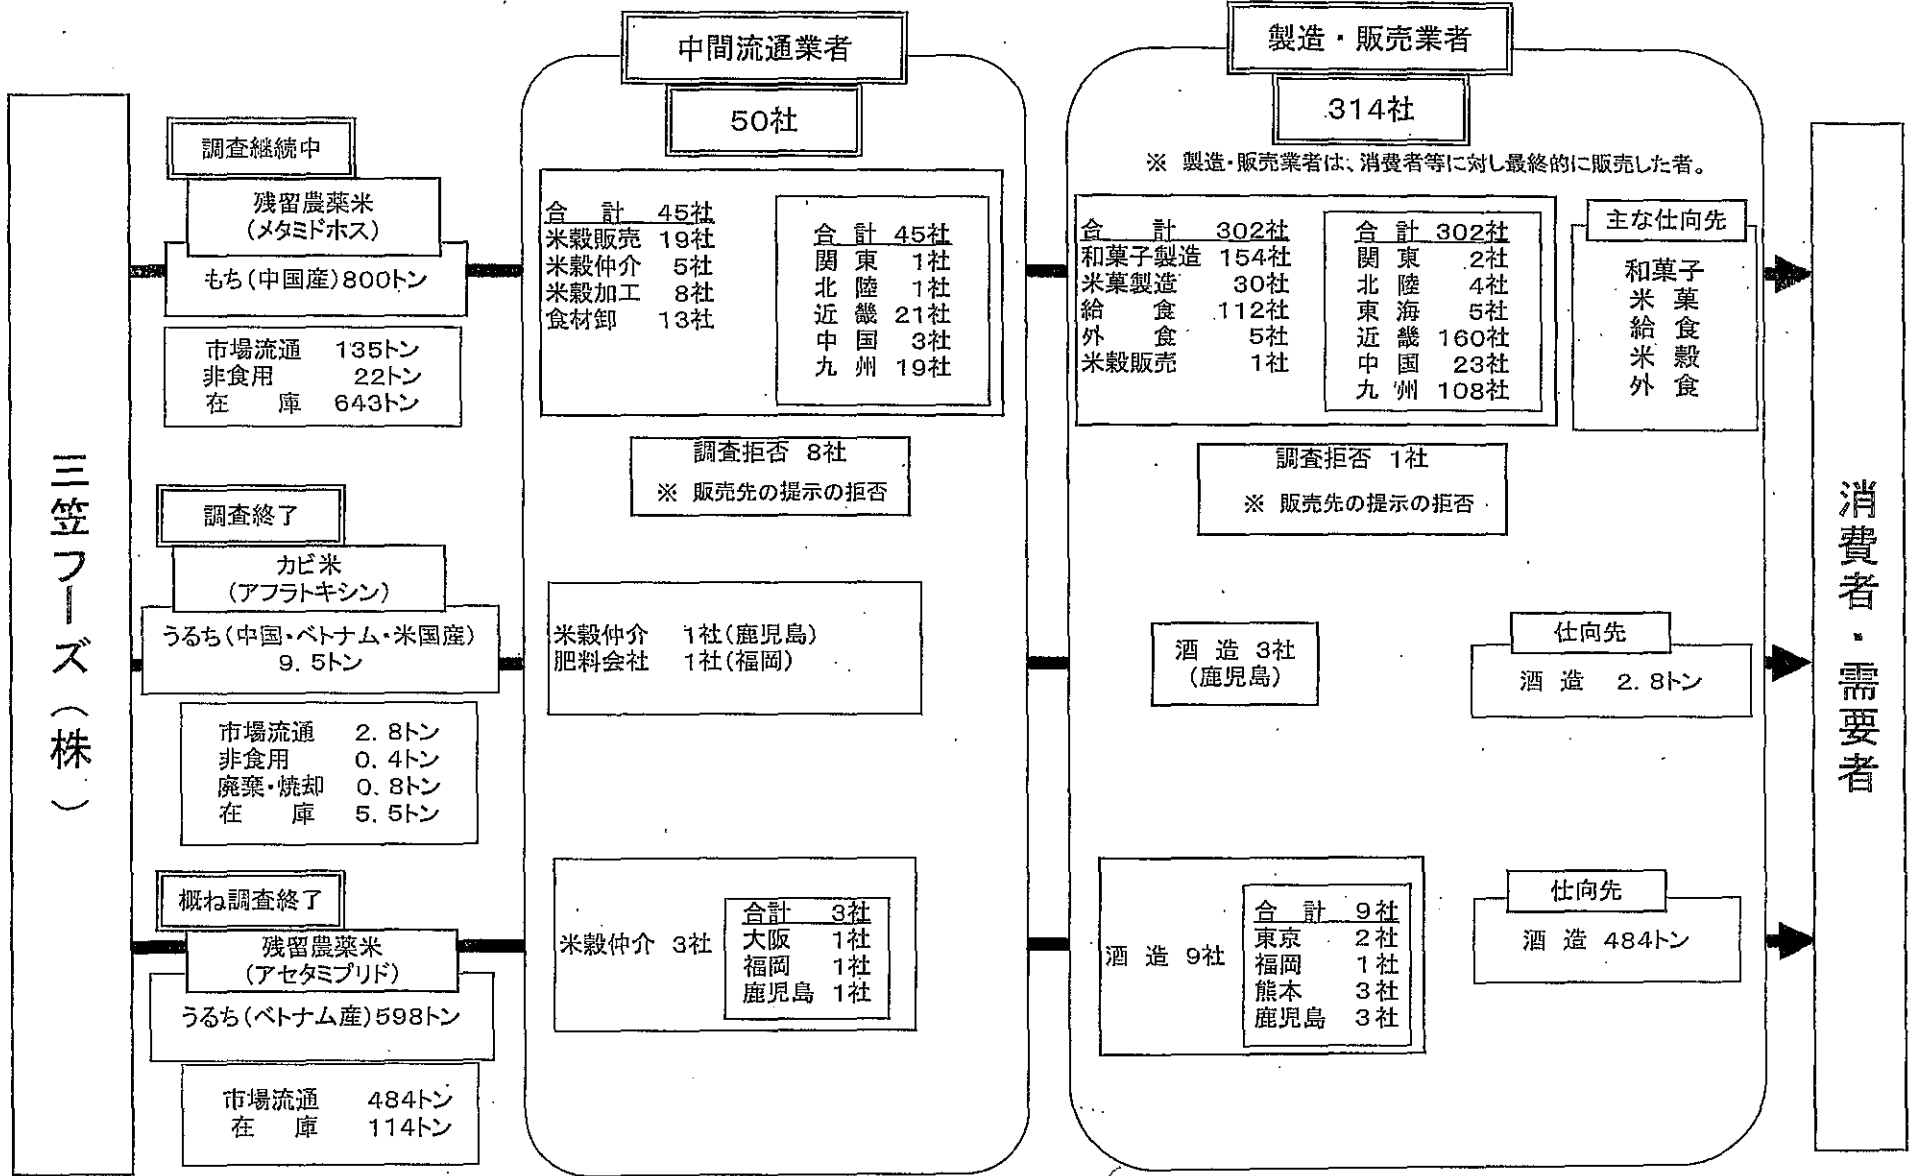 三笠フーズ(株)
調査継続中
残留農薬米
(メタミドホス)
もち(中国産)800トン
市場流通 135トン
非食用 22トン
在庫 643トン
調査終了
カビ米
(アフラトキシン)
うるち(中国・ベトナム・米国産)
9.5トン
市場流通 2.8トン
非食用 0.4トン
廃棄・焼却 0.8トン
在庫 5.5トン
概ね調査終了
残留農薬米
(アセタミプリド)
うるち(ベトナム産)598トン
市場流通 484トン
在庫 114トン
中間流通業者
50社
合計 45社
米穀販売 19社
米穀仲介 5社
米穀加工 8社
食材卸 13社
合計 45社
関東 1社
北陸 1社
近畿 21社
中国 3社
九州 19社
調査拒否 8社
※ 販売先の提示の拒否
米穀仲介 1社(鹿児島)
肥料会社 1社(福岡)
米穀仲介 3社
合計 3社
大阪 1社
福岡 1社
鹿児島 1社
製造・販売業者
314社
※ 製造・販売業者は、消費者等に対し最終的に販売した者。
合計 302社
和菓子製造 154社
米菓製造 30社
給食 112社
外食 5社
米穀販売 1社
合計 302社
関東 2社
北陸 4社
東海 5社
近畿 160社
中国 23社
九州 108社
主な仕向先
和菓子
米菓
給食
米穀
外食
調査拒否 1社
※ 販売先の提示の拒否
酒造 3社
(鹿児島)
仕向先
酒造 2.8トン
酒造 9社
合計 9社
東京 2社
福岡 1社
熊本 3社
鹿児島 3社
仕向先
酒造 484トン
消費者・需要者